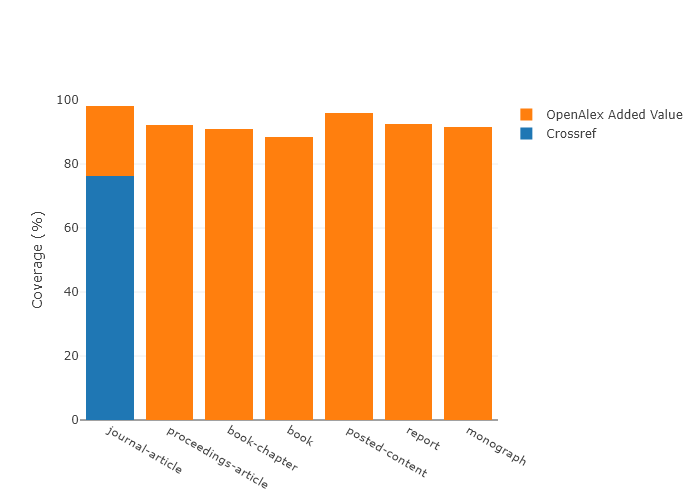 100
80
60
40
20
0
Coverage (%)
OpenAlex Added Value
Crossref
journal-article
proceedings-article
book-chapter
book
posted-content
report
monograph